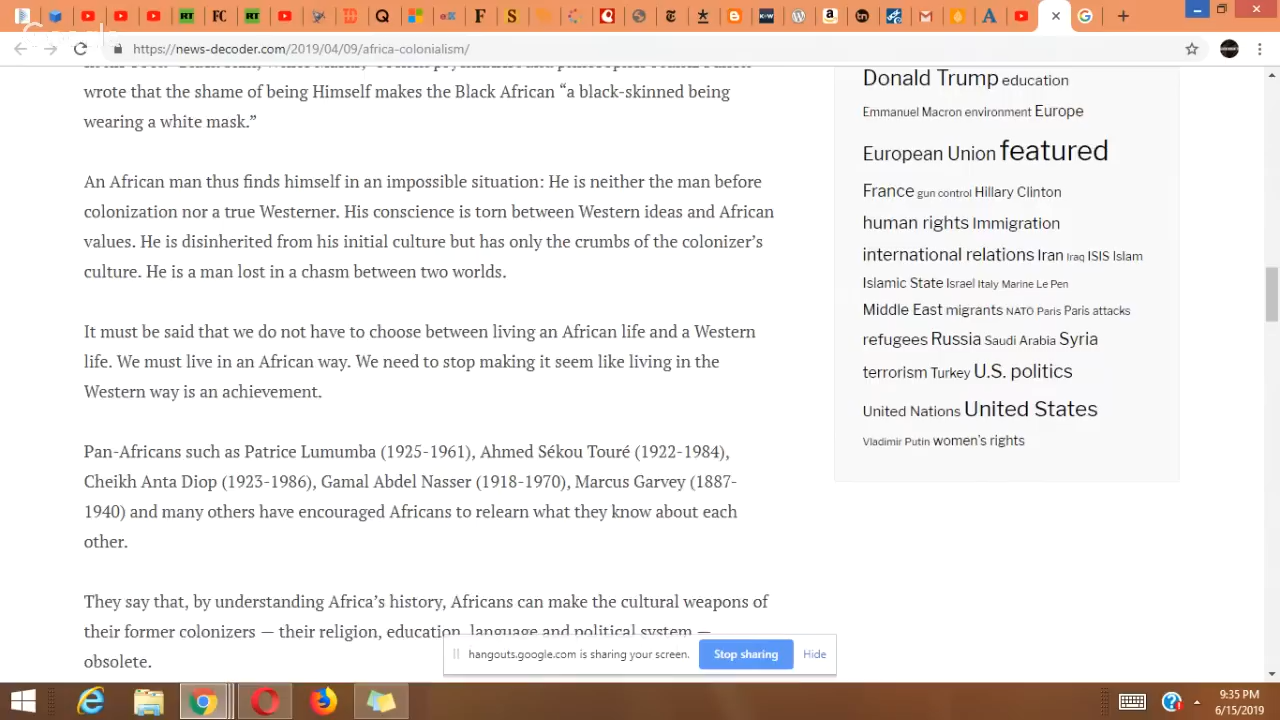 https://news-decoder.com/2019/04/09/africa-colonialism/
wrote that the shame of being Himself makes the Black African “a black-skinned being
wearing a white mask.”
An African man thus finds himself in an impossible situation: He is neither the man before
colonization nor a true Westerner. His conscience is torn between Western ideas and African
values. He is disinherited from his initial culture but has only the crumbs of the colonizer’s
culture. He is a man lost in a chasm between two worlds.
It must be said that we do not have to choose between living an African life and a Western
life. We must live in an African way. We need to stop making it seem like living in the
Western way is an achievement.
Pan-Africans such as Patrice Lumumba (1925-1961), Ahmed Sékou Touré (1922-1984),
Cheikh Anta Diop (1923-1986), Gamal Abdel Nasser (1918-1970), Marcus Garvey (1887-
1940) and many others have encouraged Africans to relearn what they know about each
other.
They say that, by understanding Africa’s history, Africans can make the cultural weapons of
their former colonizers — their religion, education, language and political system —
obsolete.
Donald Trump education
Emmanuel Macron environment Europe
European Union featured
France gun control Hillary Clinton
human rights Immigration
international relations Iran Iraq ISIS Islam
Islamic State Israel Italy Marine Le Pen
Middle East migrants NATO Paris Paris attacks
refugees Russia Saudi Arabia Syria
terrorism Turkey U.S. politics
United Nations United States
Vladimir Putin women's rights
hangouts.google.com is sharing your screen. Stop sharing Hide
9:35 PM
6/15/2019